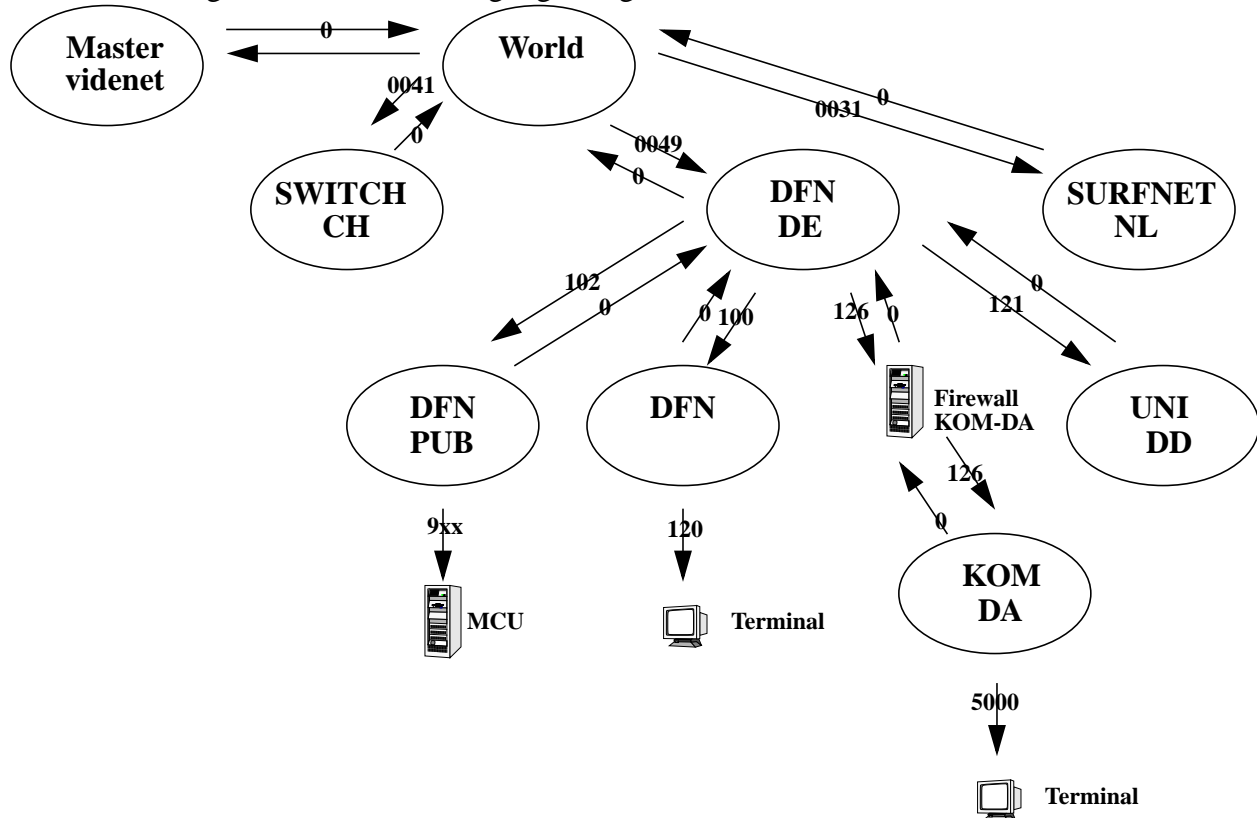 0
Master
videnet
World
0041
0
0
0031
0049
0
SWITCH
CH
DFN
DE
SURFNET
NL
102
0
0
100
126
0
0
121
DFN
PUB
DFN
Firewall
KOM-DA
UNI
DD
126
0
9xx
120
KOM
DA
MCU
Terminal
5000
Terminal